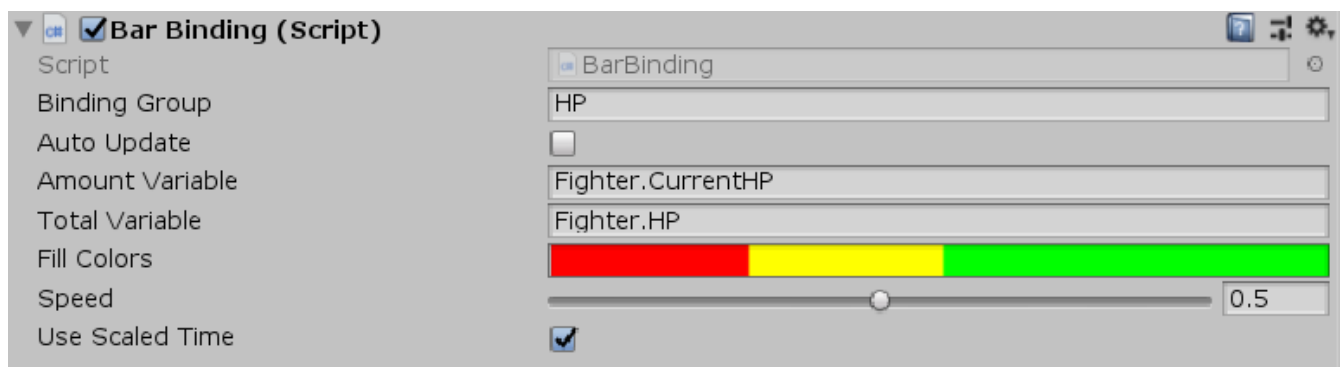 Bar Binding (Script)
Script BarBinding
Binding Group HP
Auto Update
Amount Variable Fighter.CurrentHP
Total Variable Fighter.HP
Fill Colors
Speed 0.5
Use Scaled Time